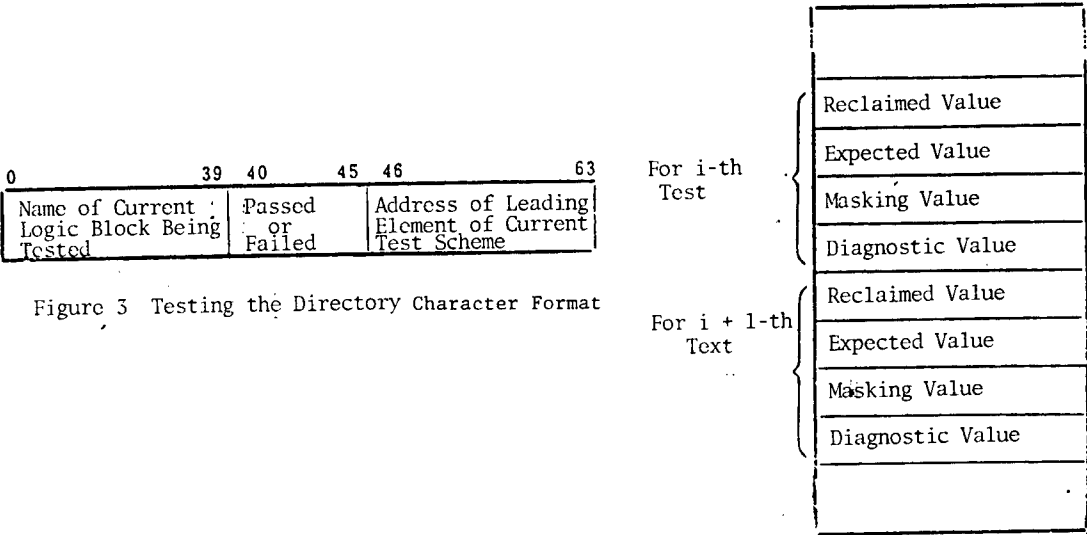 0 39 40 45 46 63
Name of Current Passed Address of Leading
Logic Block Being or Element of Current
Tested Failed Test Scheme
Figure 3 Testing the Directory Character Format
For i-th
Test
Reclaimed Value
Expected Value
Masking Value
Diagnostic Value
For i + 1-th
Text
Reclaimed Value
Expected Value
Masking Value
Diagnostic Value